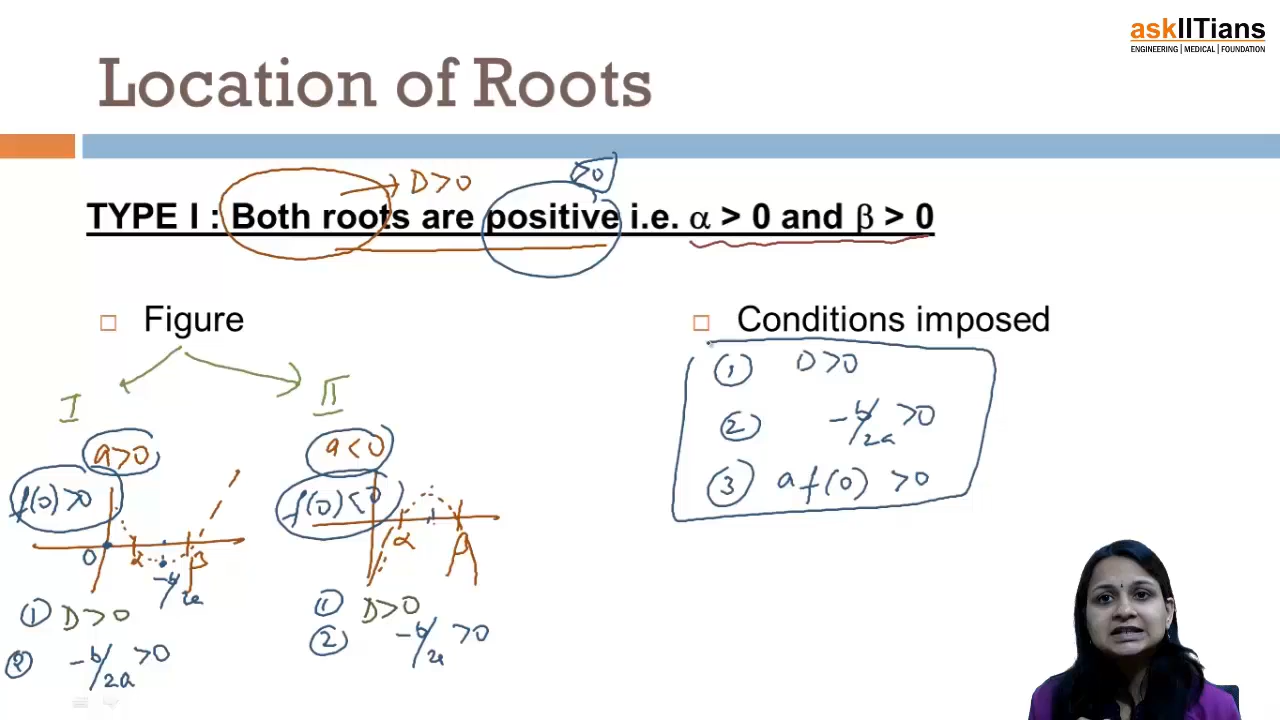 askIITians
ENGINEERING | MEDICAL | FOUNDATION
Location of Roots
D > 0
> 0
TYPE I : Both roots are positive i.e. α > 0 and β > 0
Figure
I
II
a > 0
f(0) > 0
0
α
β
-b/2a
① D > 0
② -b/2a > 0
a < 0
f(0) < 0
α
β
① D > 0
② -b/2a > 0
Conditions imposed
① D > 0
② -b/2a > 0
③ a f(0) > 0